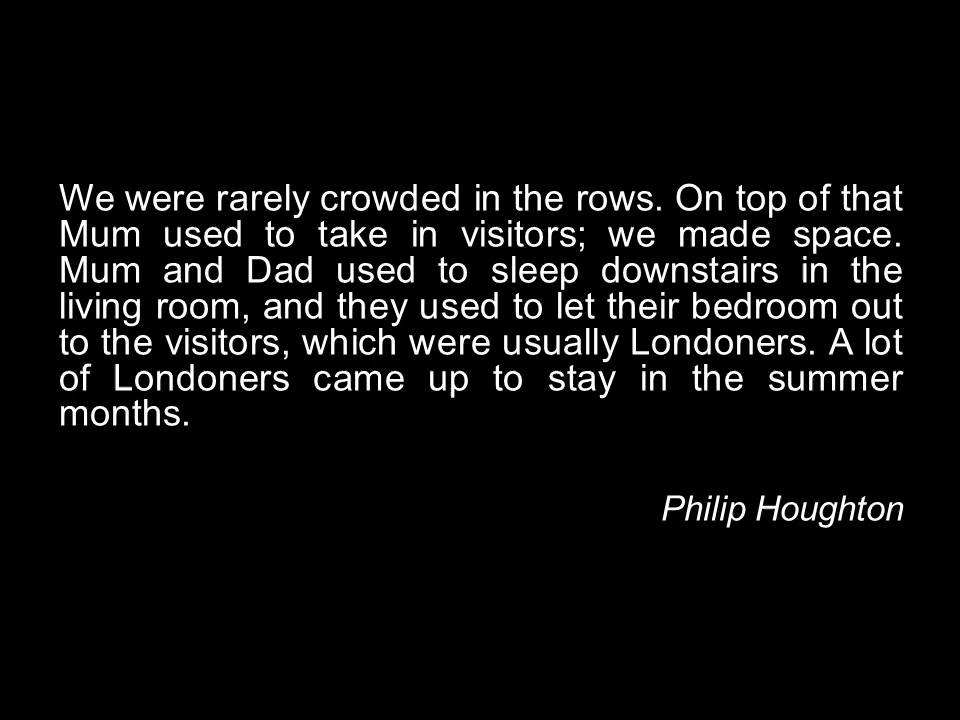 We were rarely crowded in the rows. On top of that
Mum used to take in visitors; we made space.
Mum and Dad used to sleep downstairs in the
living room, and they used to let their bedroom out
to the visitors, which were usually Londoners. A lot
of Londoners came up to stay in the summer
months.
Philip Houghton